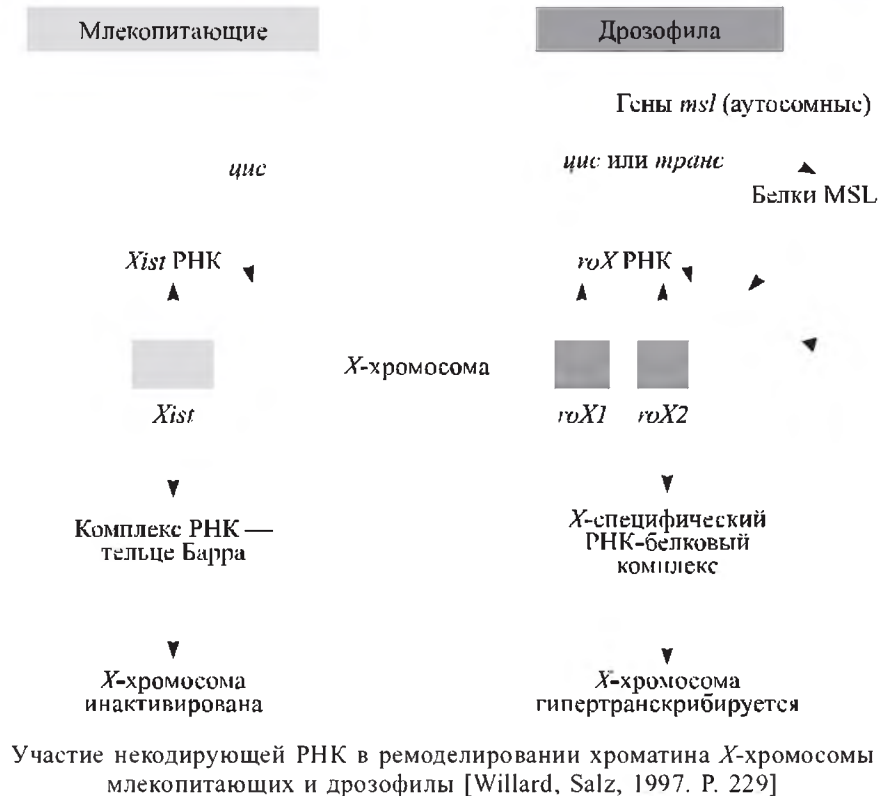 Млекопитающие
Дрозофила
Гены msl (аутосомные)
цис
цис или транс
Белки MSL
Xist РНК
roX РНК
X-хромосома
Xist
roX1
roX2
Комплекс РНК —
тельце Барра
X-специфический
РНК-белковый
комплекс
X-хромосома
инактивирована
X-хромосома
гипертранскрибируется
Участие некодирующей РНК в ремоделировании хроматина X-хромосомы
млекопитающих и дрозофилы [Willard, Salz, 1997. P. 229]